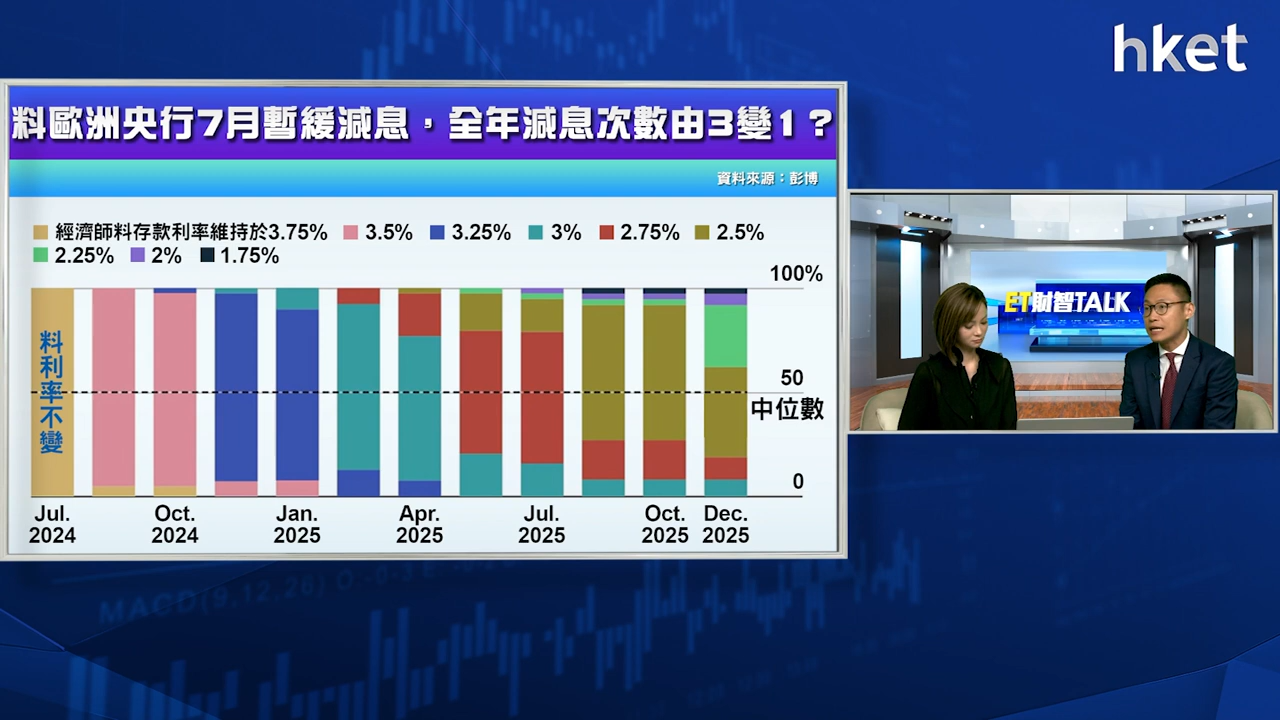 hket
料歐洲央行7月暫緩減息，全年減息次數由3變1？
資料來源：彭博
經濟師料存款利率維持於3.75% 3.5% 3.25% 3% 2.75% 2.5%
2.25% 2% 1.75%
100%
料利率不變
50
中位數
0
Jul. Oct. Jan. Apr. Jul. Oct. Dec.
2024 2024 2025 2025 2025 2025 2025
ET財智TALK
MACD(9,12,26)